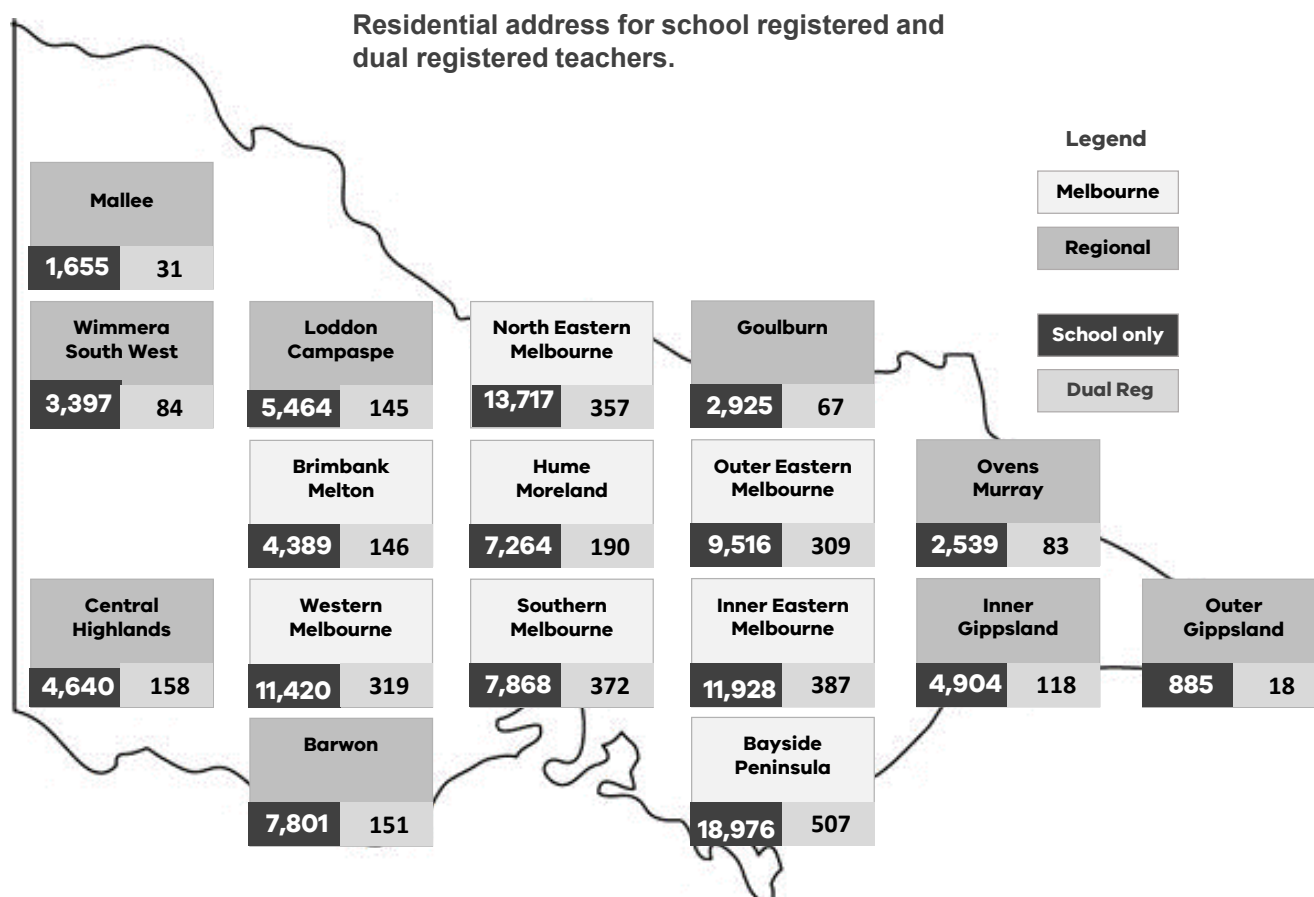 Residential address for school registered and
dual registered teachers.
Legend
Melbourne
Regional
School only
Dual Reg
Mallee
1,655 31
Wimmera
South West
3,397 84
Loddon
Campaspe
5,464 145
North Eastern
Melbourne
13,717 357
Goulburn
2,925 67
Brimbank
Melton
4,389 146
Hume
Moreland
7,264 190
Outer Eastern
Melbourne
9,516 309
Ovens
Murray
2,539 83
Central
Highlands
4,640 158
Western
Melbourne
11,420 319
Southern
Melbourne
7,868 372
Inner Eastern
Melbourne
11,928 387
Inner
Gippsland
4,904 118
Outer
Gippsland
885 18
Barwon
7,801 151
Bayside
Peninsula
18,976 507